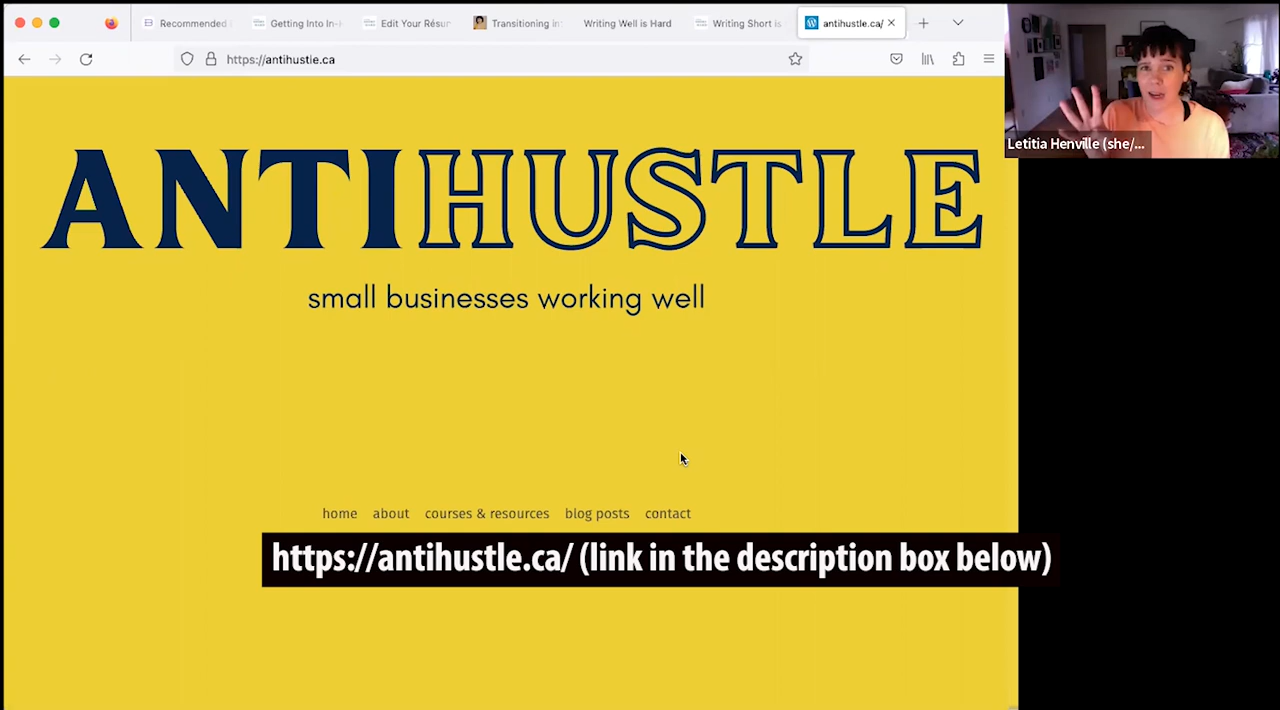 Recommended
Getting Into In-
Edit Your Résum
Transitioning in
Writing Well is Hard
Writing Short is
antihustle.ca/
https://antihustle.ca
Letitia Henville (she/...
ANTIHUSTLE
small businesses working well
home about courses & resources blog posts contact
https://antihustle.ca/ (link in the description box below)